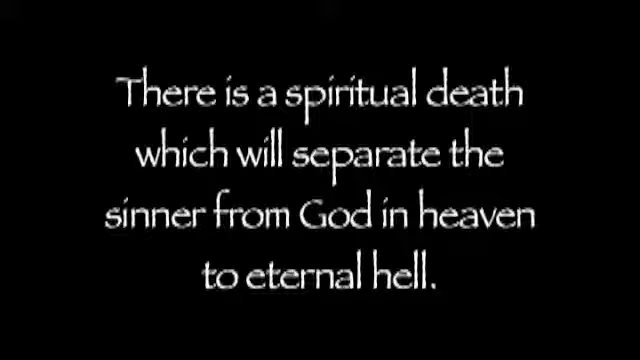 There is a spiritual death
which will separate the
sinner from God in heaven
to eternal hell.